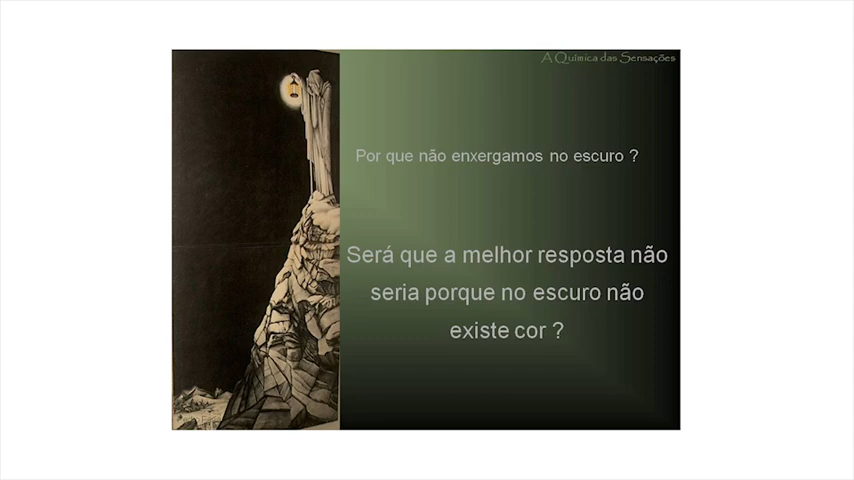 A Química das Sensações
Por que não enxergamos no escuro ?
Será que a melhor resposta não
seria porque no escuro não
existe cor ?